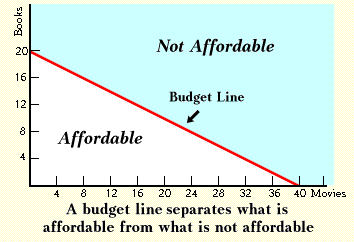 Books
Not Affordable
20
16
12
8
4
Budget Line
Affordable
4 8 12 16 20 24 28 32 36 40 Movies
A budget line separates what is
affordable from what is not affordable